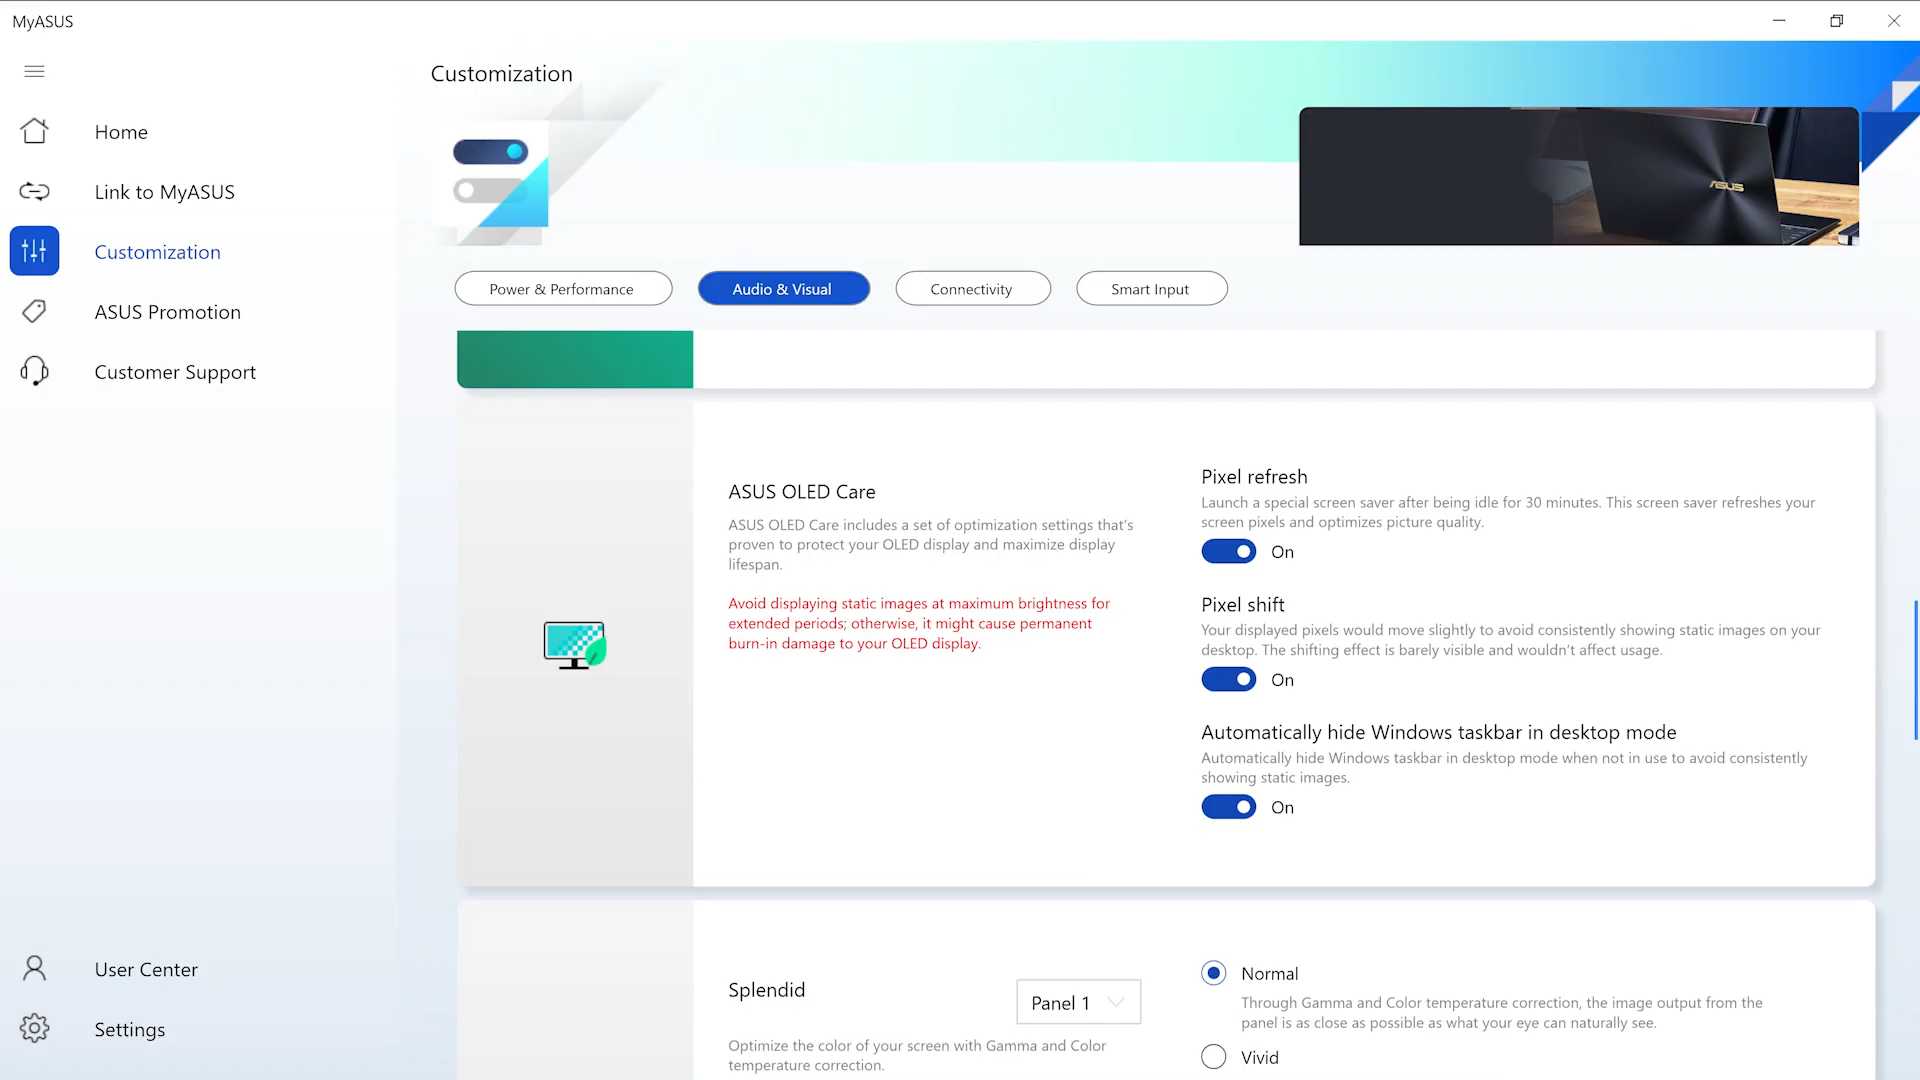 MyASUS
Customization
Home
Link to MyASUS
Customization
ASUS Promotion
Customer Support
User Center
Settings
ASUS
Power & Performance
Audio & Visual
Connectivity
Smart Input
ASUS OLED Care
ASUS OLED Care includes a set of optimization settings that's
proven to protect your OLED display and maximize display
lifespan.
Avoid displaying static images at maximum brightness for
extended periods; otherwise, it might cause permanent
burn-in damage to your OLED display.
Pixel refresh
Launch a special screen saver after being idle for 30 minutes. This screen saver refreshes your
screen pixels and optimizes picture quality.
On
Pixel shift
Your displayed pixels would move slightly to avoid consistently showing static images on your
desktop. The shifting effect is barely visible and wouldn't affect usage.
On
Automatically hide Windows taskbar in desktop mode
Automatically hide Windows taskbar in desktop mode when not in use to avoid consistently
showing static images.
On
Splendid
Panel 1
Optimize the color of your screen with Gamma and Color
temperature correction.
Normal
Through Gamma and Color temperature correction, the image output from the
panel is as close as possible as what your eye can naturally see.
Vivid